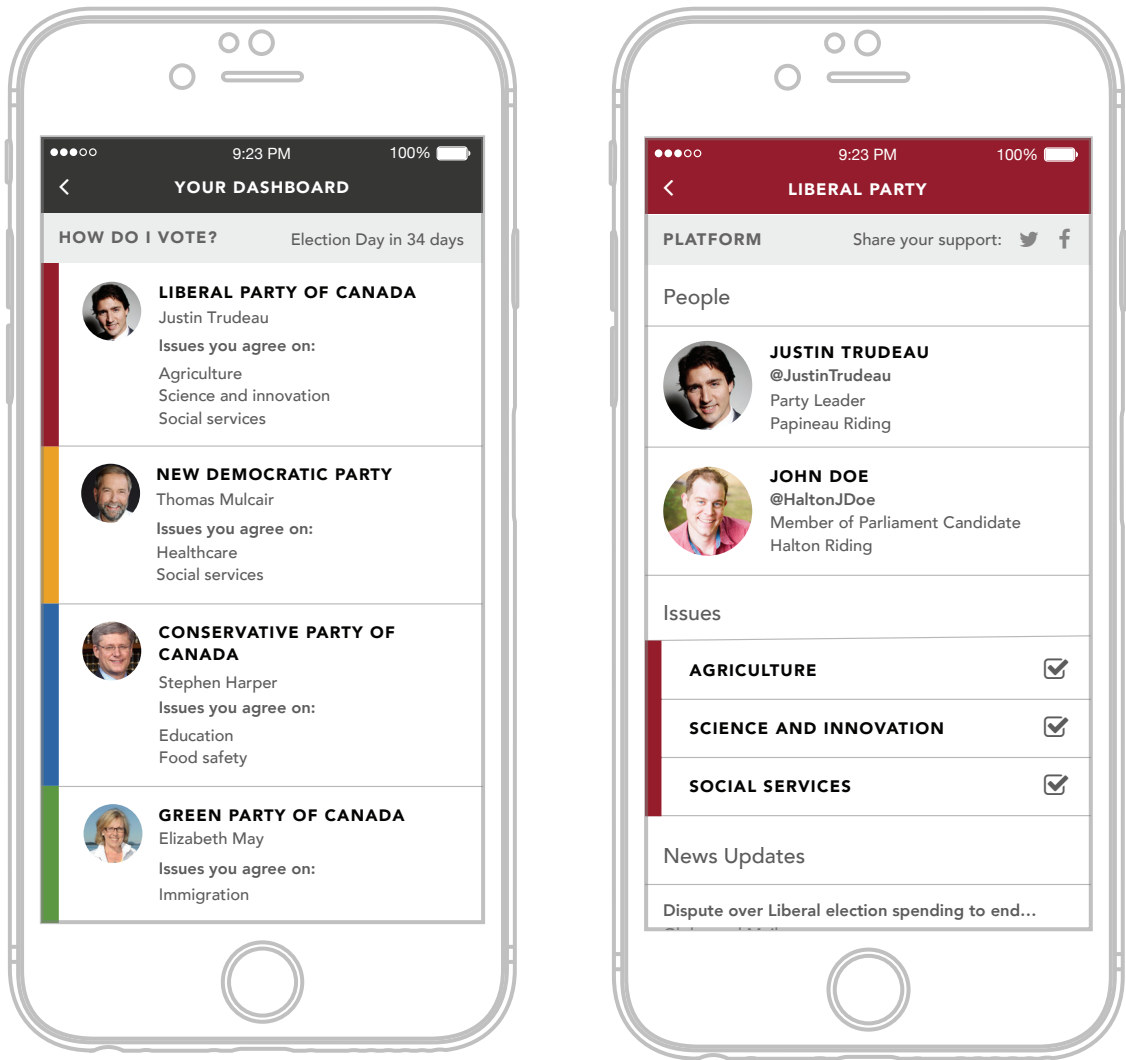 9:23 PM
100%
YOUR DASHBOARD
HOW DO I VOTE?
Election Day in 34 days
LIBERAL PARTY OF CANADA
Justin Trudeau
Issues you agree on:
Agriculture
Science and innovation
Social services
NEW DEMOCRATIC PARTY
Thomas Mulcair
Issues you agree on:
Healthcare
Social services
CONSERVATIVE PARTY OF
CANADA
Stephen Harper
Issues you agree on:
Education
Food safety
GREEN PARTY OF CANADA
Elizabeth May
Issues you agree on:
Immigration
9:23 PM
100%
LIBERAL PARTY
PLATFORM
Share your support:
People
JUSTIN TRUDEAU
@JustinTrudeau
Party Leader
Papineau Riding
JOHN DOE
@HaltonJDoe
Member of Parliament Candidate
Halton Riding
Issues
AGRICULTURE
SCIENCE AND INNOVATION
SOCIAL SERVICES
News Updates
Dispute over Liberal election spending to end...